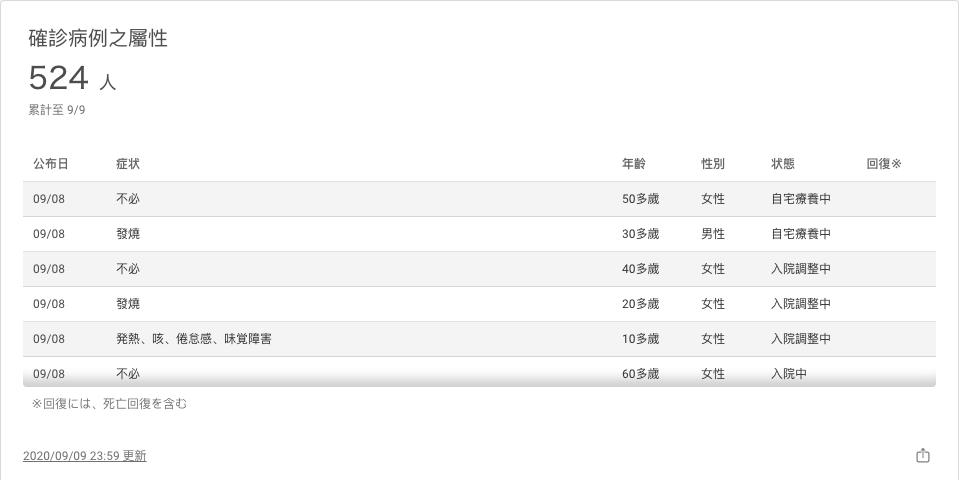 確診病例之屬性
524 人
累計至 9/9
公布日 症状 年齢 性別 状態 回復※
09/08 不必 50多歲 女性 自宅療養中
09/08 發燒 30多歲 男性 自宅療養中
09/08 不必 40多歲 女性 入院調整中
09/08 發燒 20多歲 女性 入院調整中
09/08 発熱、咳、倦怠感、味覚障害 10多歲 女性 入院調整中
09/08 不必 60多歲 女性 入院中
※回復には、死亡回復を含む
2020/09/09 23:59 更新